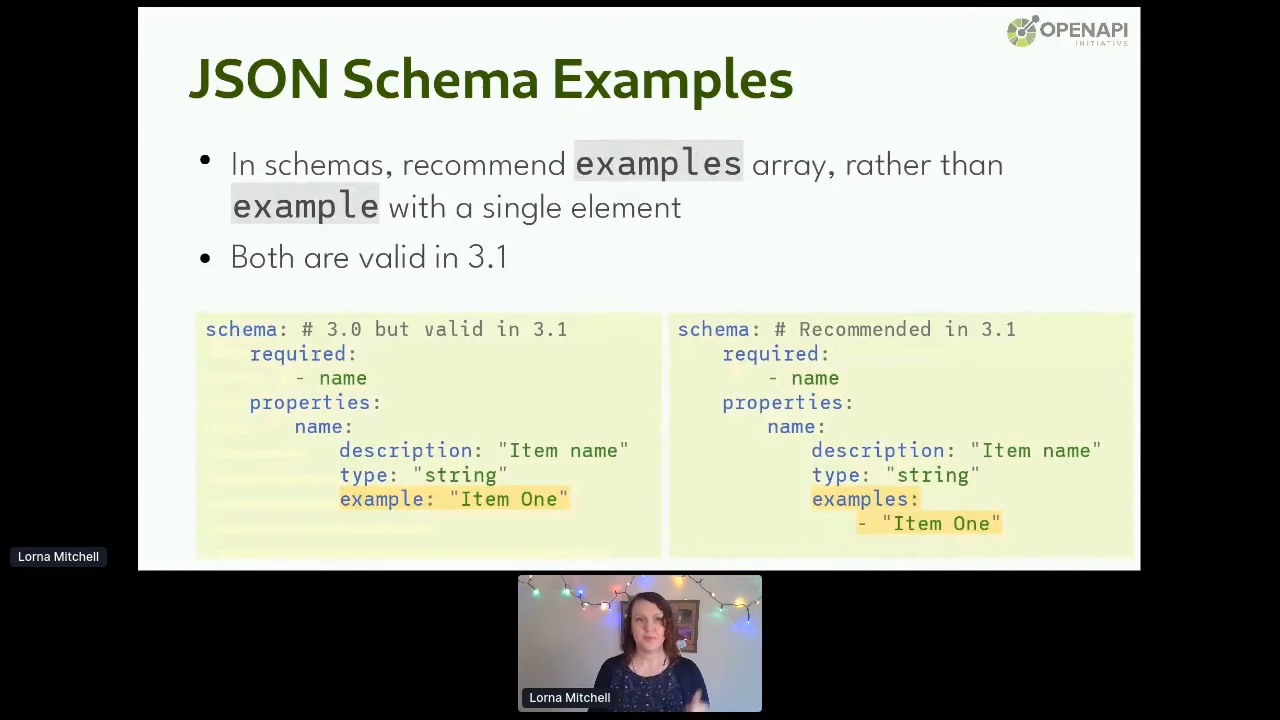 OPENAPI
INITIATIVE
JSON Schema Examples
• In schemas, recommend examples array, rather than
example with a single element
• Both are valid in 3.1
schema: # 3.0 but valid in 3.1
    required:
        - name
    properties:
        name:
            description: "Item name"
            type: "string"
            example: "Item One"
schema: # Recommended in 3.1
    required:
        - name
    properties:
        name:
            description: "Item name"
            type: "string"
            examples:
                - "Item One"
Lorna Mitchell
Lorna Mitchell